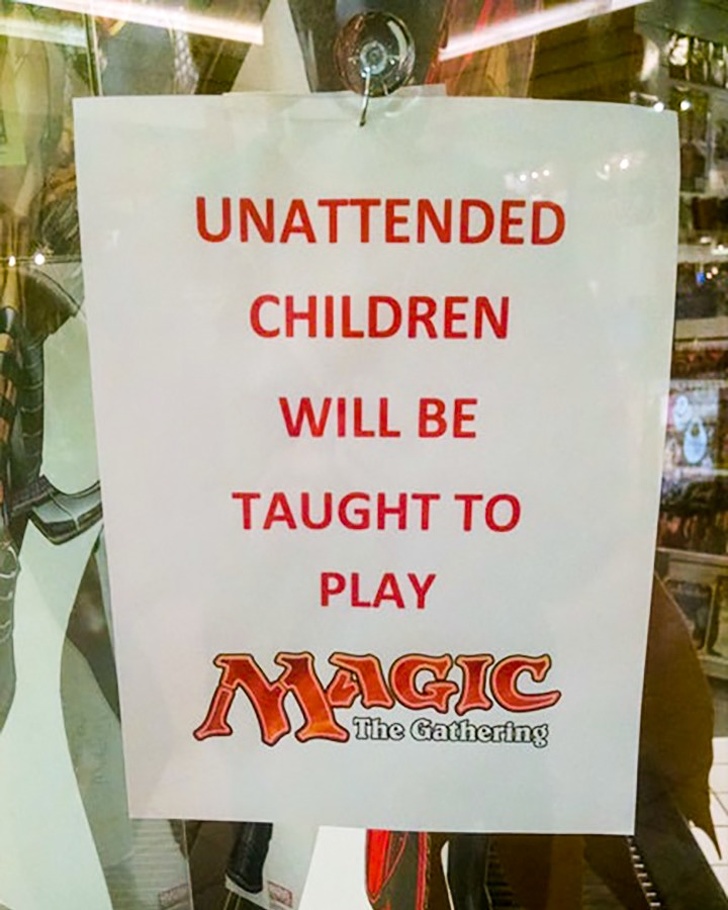 UNATTENDED
CHILDREN
WILL BE
TAUGHT TO
PLAY
MAGIC
The Gathering